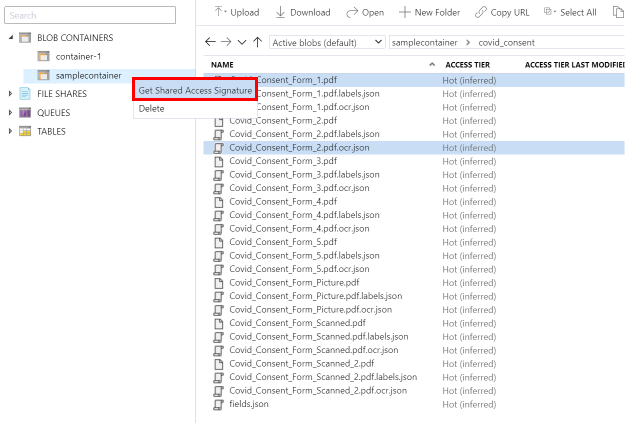 Search
BLOB CONTAINERS
container-1
samplecontainer
Get Shared Access Signature
Delete
FILE SHARES
QUEUES
TABLES
Upload Download Open New Folder Copy URL Select All
Active blobs (default) samplecontainer covid_consent
NAME ACCESS TIER ACCESS TIER LAST MODIFIED
Covid_Consent_Form_1.pdf Hot (inferred)
Covid_Consent_Form_1.pdf.labels.json Hot (inferred)
Covid_Consent_Form_1.pdf.ocr.json Hot (inferred)
Covid_Consent_Form_2.pdf Hot (inferred)
Covid_Consent_Form_2.pdf.labels.json Hot (inferred)
Covid_Consent_Form_2.pdf.ocr.json Hot (inferred)
Covid_Consent_Form_3.pdf Hot (inferred)
Covid_Consent_Form_3.pdf.labels.json Hot (inferred)
Covid_Consent_Form_3.pdf.ocr.json Hot (inferred)
Covid_Consent_Form_4.pdf Hot (inferred)
Covid_Consent_Form_4.pdf.labels.json Hot (inferred)
Covid_Consent_Form_4.pdf.ocr.json Hot (inferred)
Covid_Consent_Form_5.pdf Hot (inferred)
Covid_Consent_Form_5.pdf.labels.json Hot (inferred)
Covid_Consent_Form_5.pdf.ocr.json Hot (inferred)
Covid_Consent_Form_Picture.pdf Hot (inferred)
Covid_Consent_Form_Picture.pdf.labels.json Hot (inferred)
Covid_Consent_Form_Picture.pdf.ocr.json Hot (inferred)
Covid_Consent_Form_Scanned.pdf Hot (inferred)
Covid_Consent_Form_Scanned.pdf.labels.json Hot (inferred)
Covid_Consent_Form_Scanned.pdf.ocr.json Hot (inferred)
Covid_Consent_Form_Scanned_2.pdf Hot (inferred)
Covid_Consent_Form_Scanned_2.pdf.labels.json Hot (inferred)
Covid_Consent_Form_Scanned_2.pdf.ocr.json Hot (inferred)
fields.json Hot (inferred)